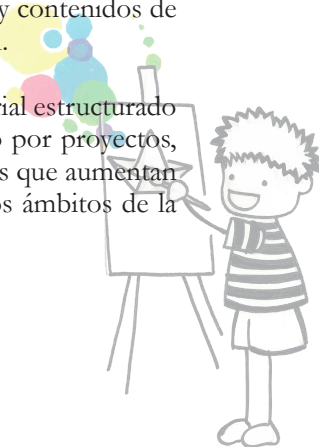 y contenidos de
rial estructurado
por proyectos,
s que aumentan
os ámbitos de la